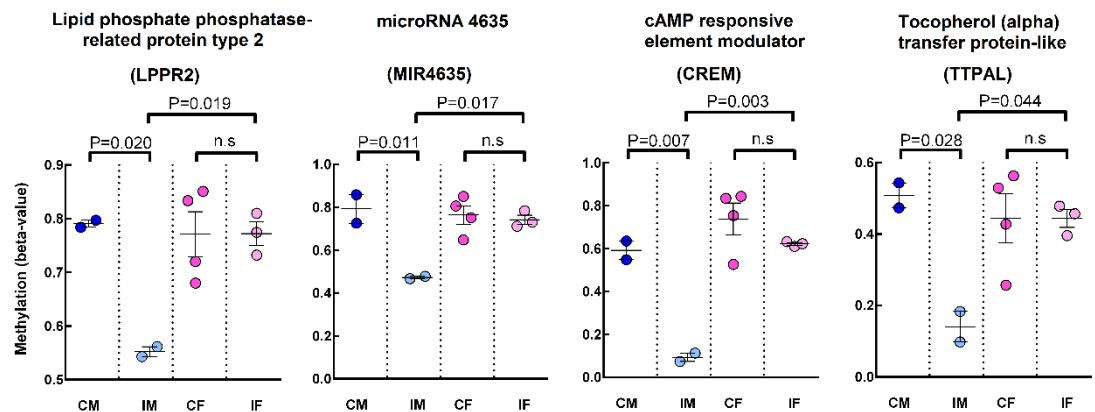 Lipid phosphate phosphatase-
related protein type 2
(LPPR2)
P=0.019
P=0.020
n.s
Methylation (beta-value)
0.9
0.8
0.7
0.6
0.5
CM IM CF IF
microRNA 4635
(MIR4635)
P=0.017
P=0.011
n.s
1.0
0.8
0.6
0.4
0.2
0.0
CM IM CF IF
cAMP responsive
element modulator
(CREM)
P=0.003
P=0.007
n.s
1.0
0.8
0.6
0.4
0.2
0.0
CM IM CF IF
Tocopherol (alpha)
transfer protein-like
(TTPAL)
P=0.044
P=0.028
n.s
0.6
0.4
0.2
0.0
CM IM CF IF